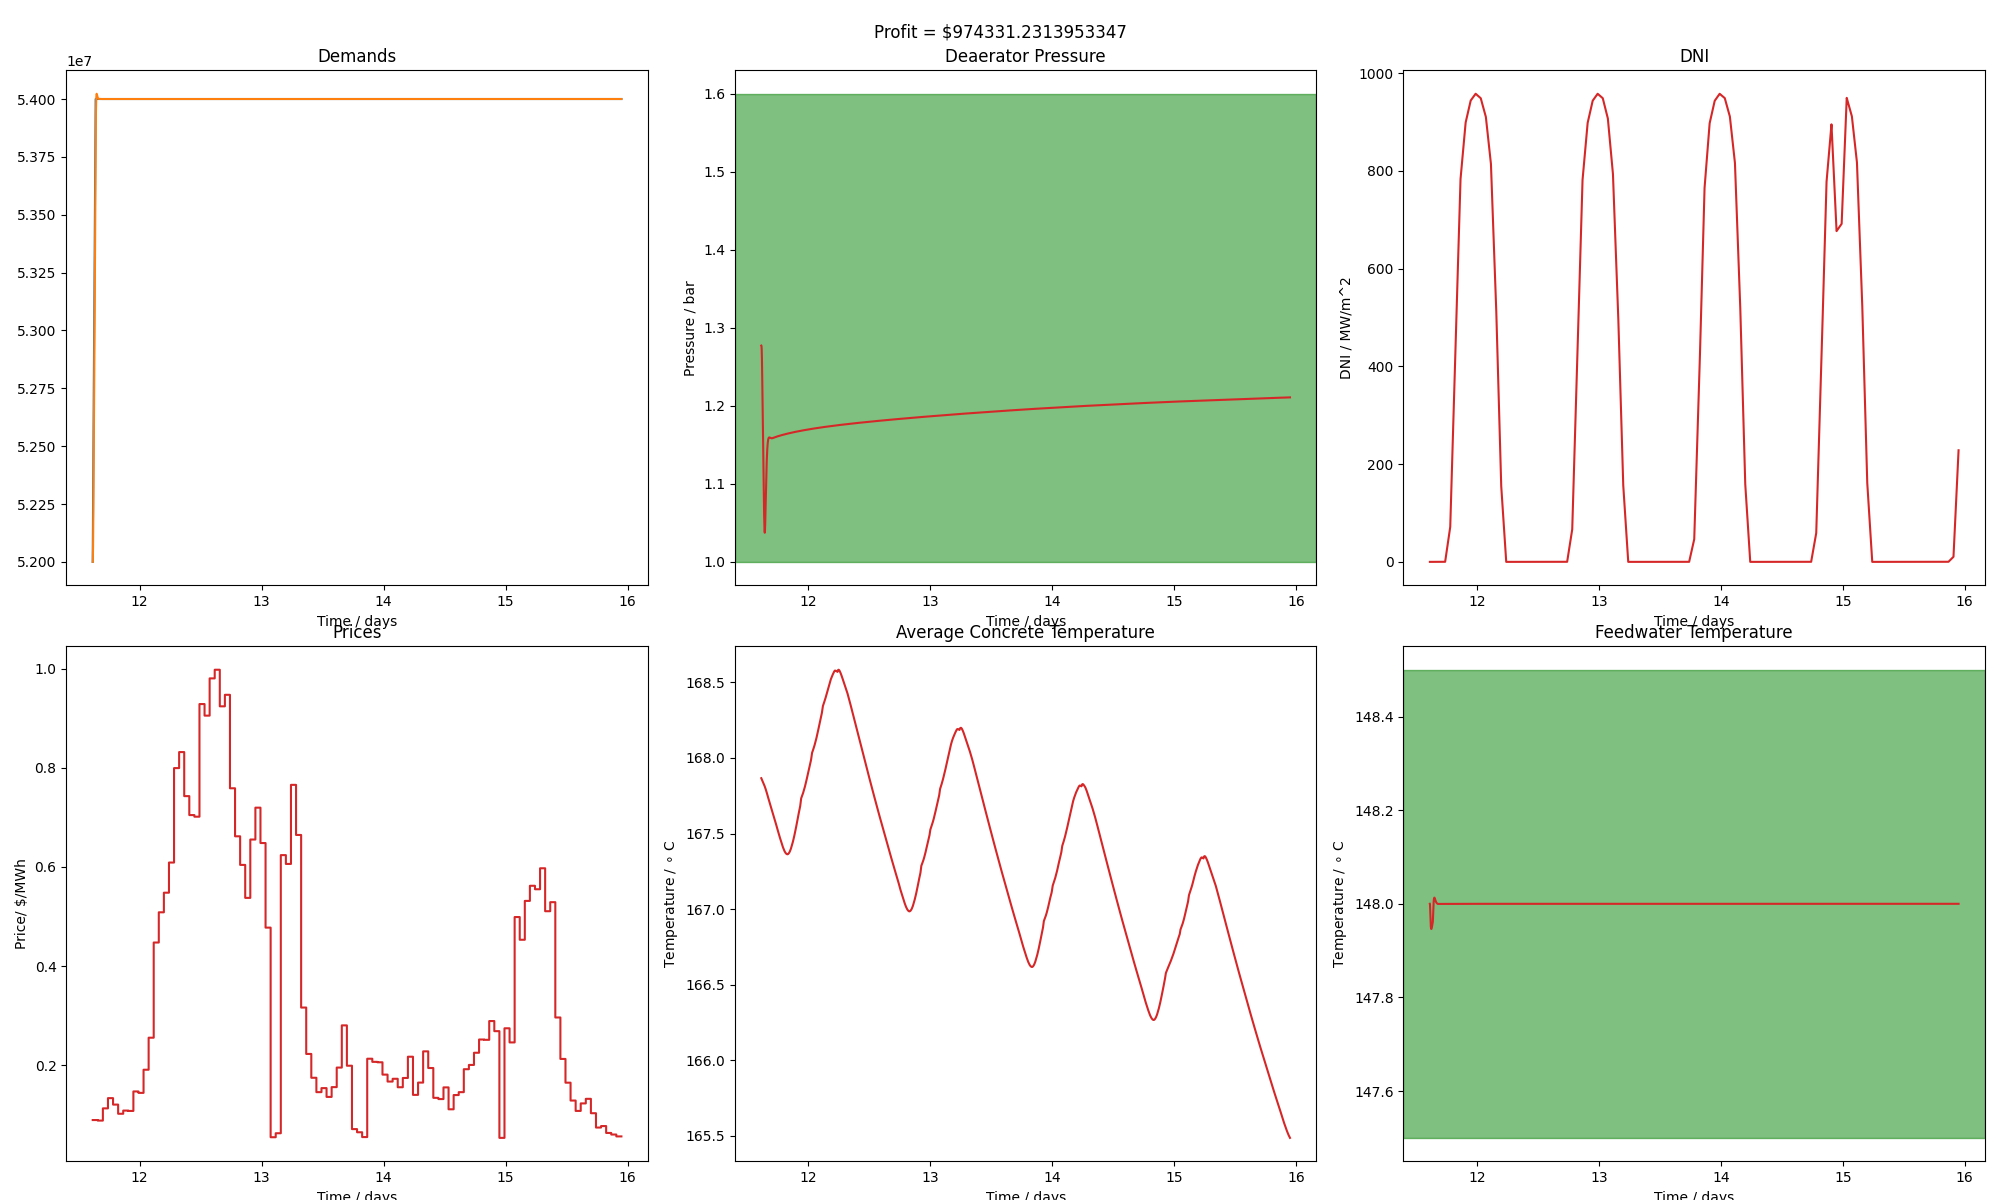 Profit = $974331.2313953347
Demands
1e7
5.400
5.375
5.350
5.325
5.300
5.275
5.250
5.225
5.200
12 13 14 15 16
Time / days
Deaerator Pressure
Pressure / bar
1.6
1.5
1.4
1.3
1.2
1.1
1.0
12 13 14 15 16
Time / days
DNI
DNI / MW/m^2
1000
800
600
400
200
0
12 13 14 15 16
Time / days
Prices
Price/ $/MWh
1.0
0.8
0.6
0.4
0.2
12 13 14 15 16
Time / days
Average Concrete Temperature
Temperature / ∘ C
168.5
168.0
167.5
167.0
166.5
166.0
165.5
12 13 14 15 16
Time / days
Feedwater Temperature
Temperature / ∘ C
148.4
148.2
148.0
147.8
147.6
12 13 14 15 16
Time / days